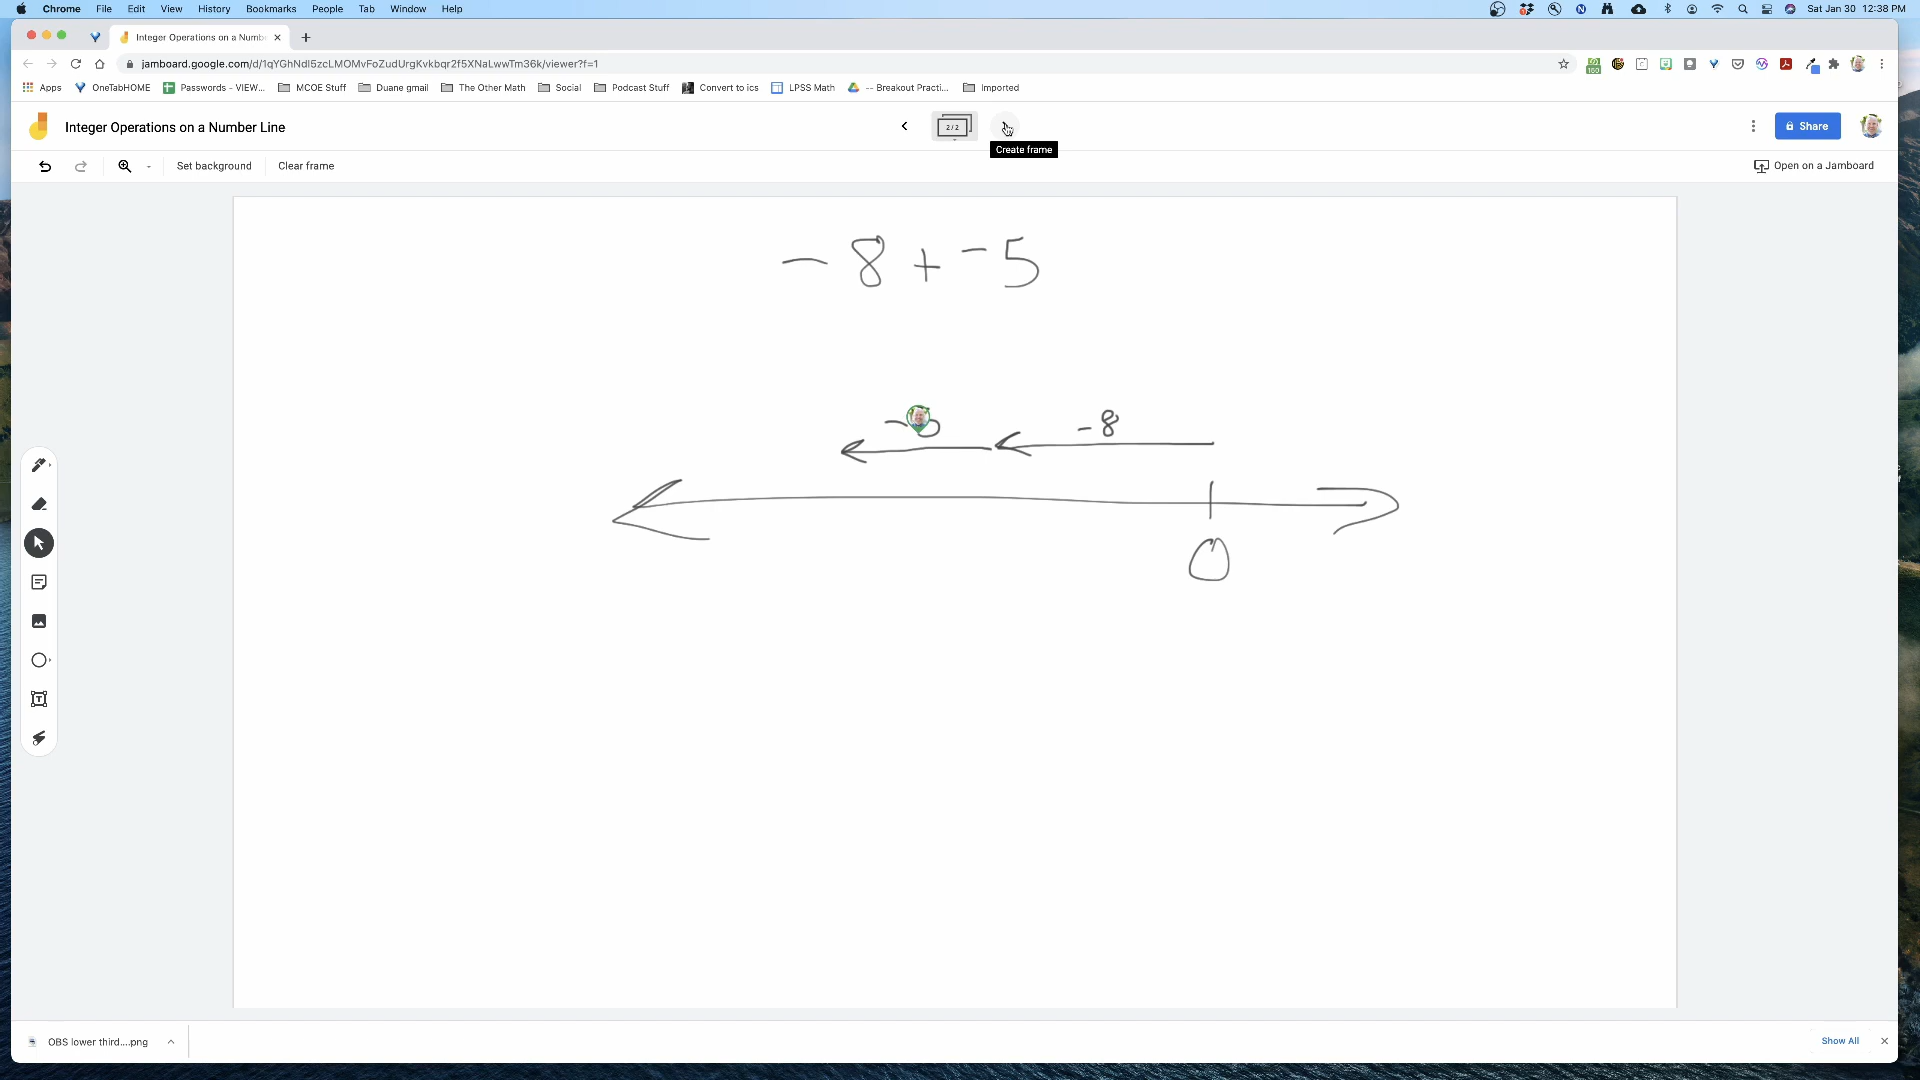 Chrome File Edit View History Bookmarks People Tab Window Help Sat Jan 30 12:38 PM
Integer Operations on a Numb
jamboard.google.com/d/1qYGhNdI5zcLMOMvFoZudUrgKvkbqr2f5XNaLwwTm36k/viewer?f=1
Apps OneTabHOME Passwords - VIEW... MCOE Stuff Duane gmail The Other Math Social Podcast Stuff Convert to ics LPSS Math -- Breakout Practi... Imported
Integer Operations on a Number Line
2 / 2
Share
Create frame
Set background Clear frame Open on a Jamboard
- 8 + - 5
-8
0
OBS lower third....png Show All